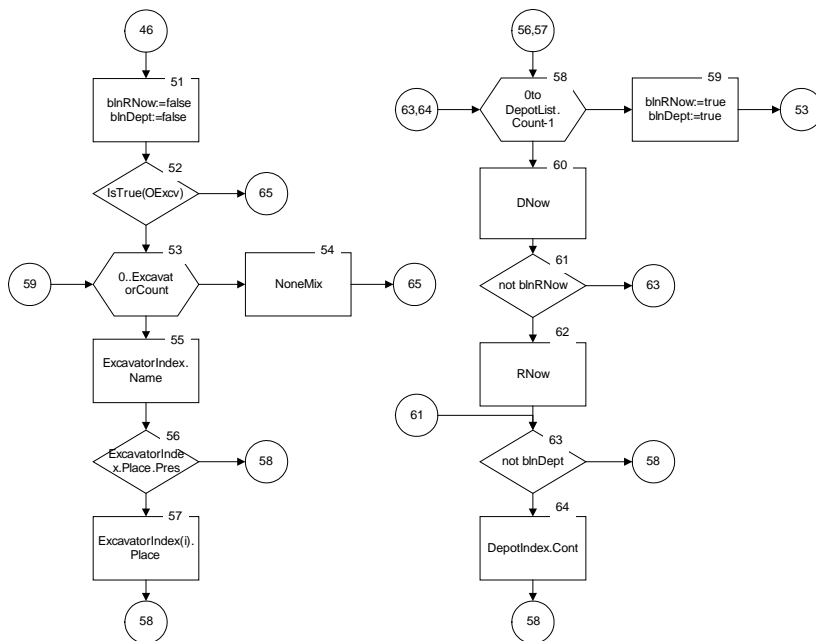 46
51
blnRNow:=false
blnDept:=false
52
IsTrue(OExcv)
65
53
59
0..Excavat
orCount
54
NoneMix
65
55
ExcavatorIndex.
Name
56
ExcavatorInde
x.Place.Pres
58
57
ExcavatorIndex(i).
Place
58
56,57
58
63,64
0to
DepotList.
Count-1
59
blnRNow:=true
blnDept:=true
53
60
DNow
61
not blnRNow
63
62
RNow
61
63
not blnDept
58
64
DepotIndex.Cont
58